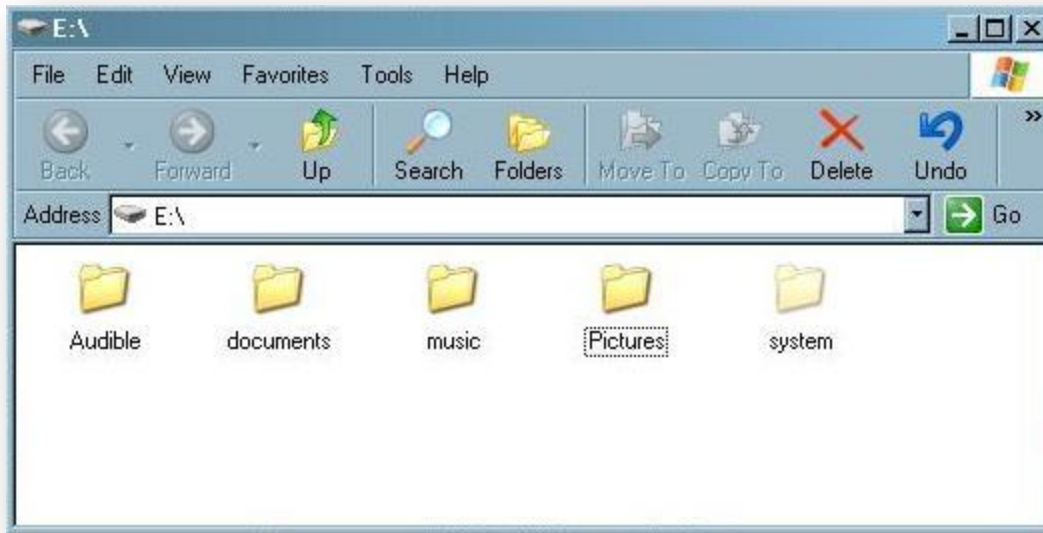 E:\
File Edit View Favorites Tools Help
Back Forward Up Search Folders Move To Copy To Delete Undo »
Address E:\ Go
Audible documents music Pictures system